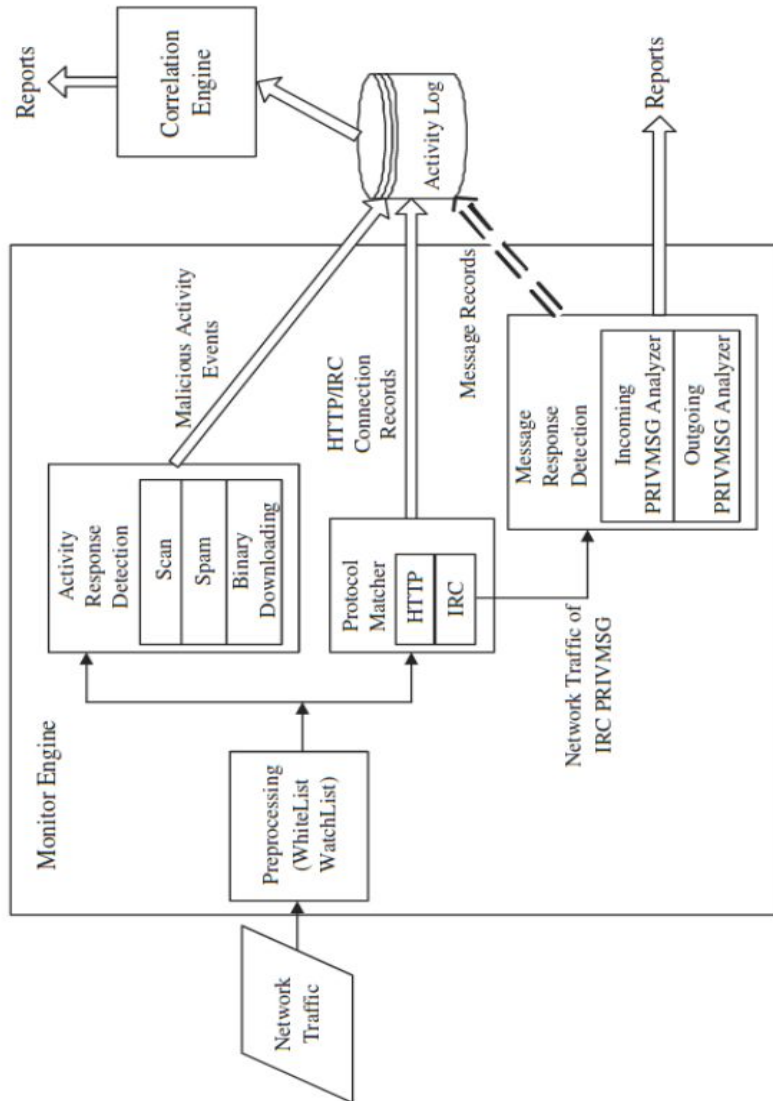 Network
Traffic
Monitor Engine
Preprocessing
(WhiteList
WatchList)
Activity
Response
Detection
Scan
Spam
Binary
Downloading
Protocol
Matcher
HTTP
IRC
Network Traffic of
IRC PRIVMSG
Message
Response
Detection
Incoming
PRIVMSG Analyzer
Outgoing
PRIVMSG Analyzer
Malicious Activity
Events
HTTP/IRC
Connection
Records
Message Records
Activity Log
Correlation
Engine
Reports
Reports